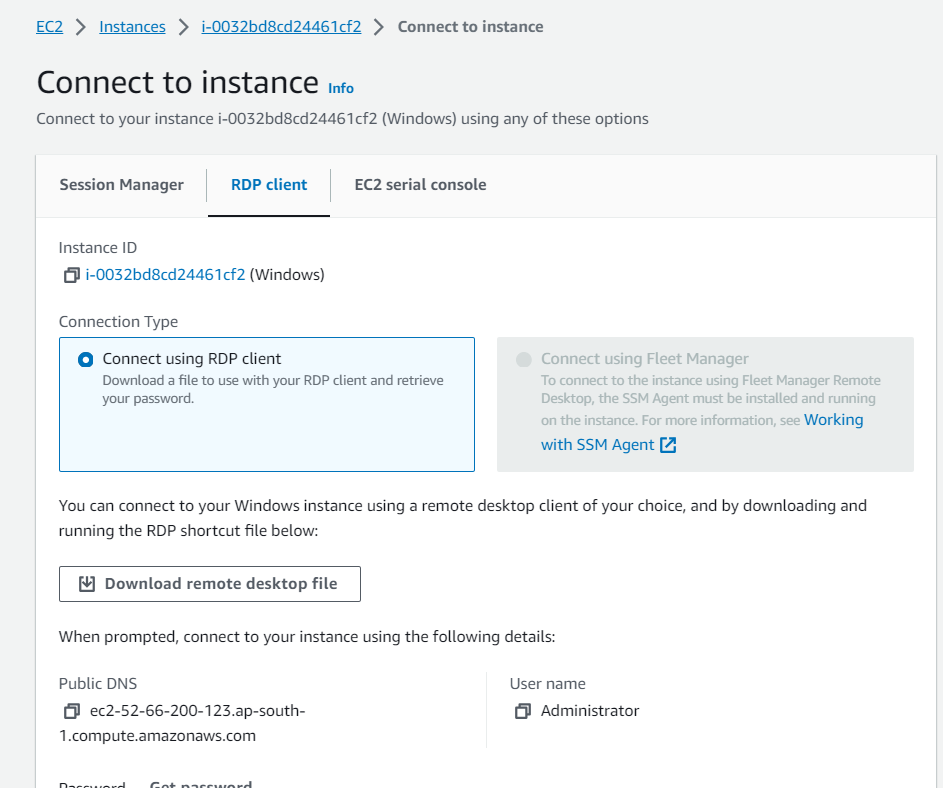 EC2 > Instances > i-0032bd8cd24461cf2 > Connect to instance
Connect to instance Info
Connect to your instance i-0032bd8cd24461cf2 (Windows) using any of these options
Session Manager
RDP client
EC2 serial console
Instance ID
i-0032bd8cd24461cf2 (Windows)
Connection Type
Connect using RDP client
Download a file to use with your RDP client and retrieve
your password.
Connect using Fleet Manager
To connect to the instance using Fleet Manager Remote
Desktop, the SSM Agent must be installed and running
on the instance. For more information, see Working
with SSM Agent
You can connect to your Windows instance using a remote desktop client of your choice, and by downloading and
running the RDP shortcut file below:
Download remote desktop file
When prompted, connect to your instance using the following details:
Public DNS
ec2-52-66-200-123.ap-south-
1.compute.amazonaws.com
User name
Administrator
Password Get password